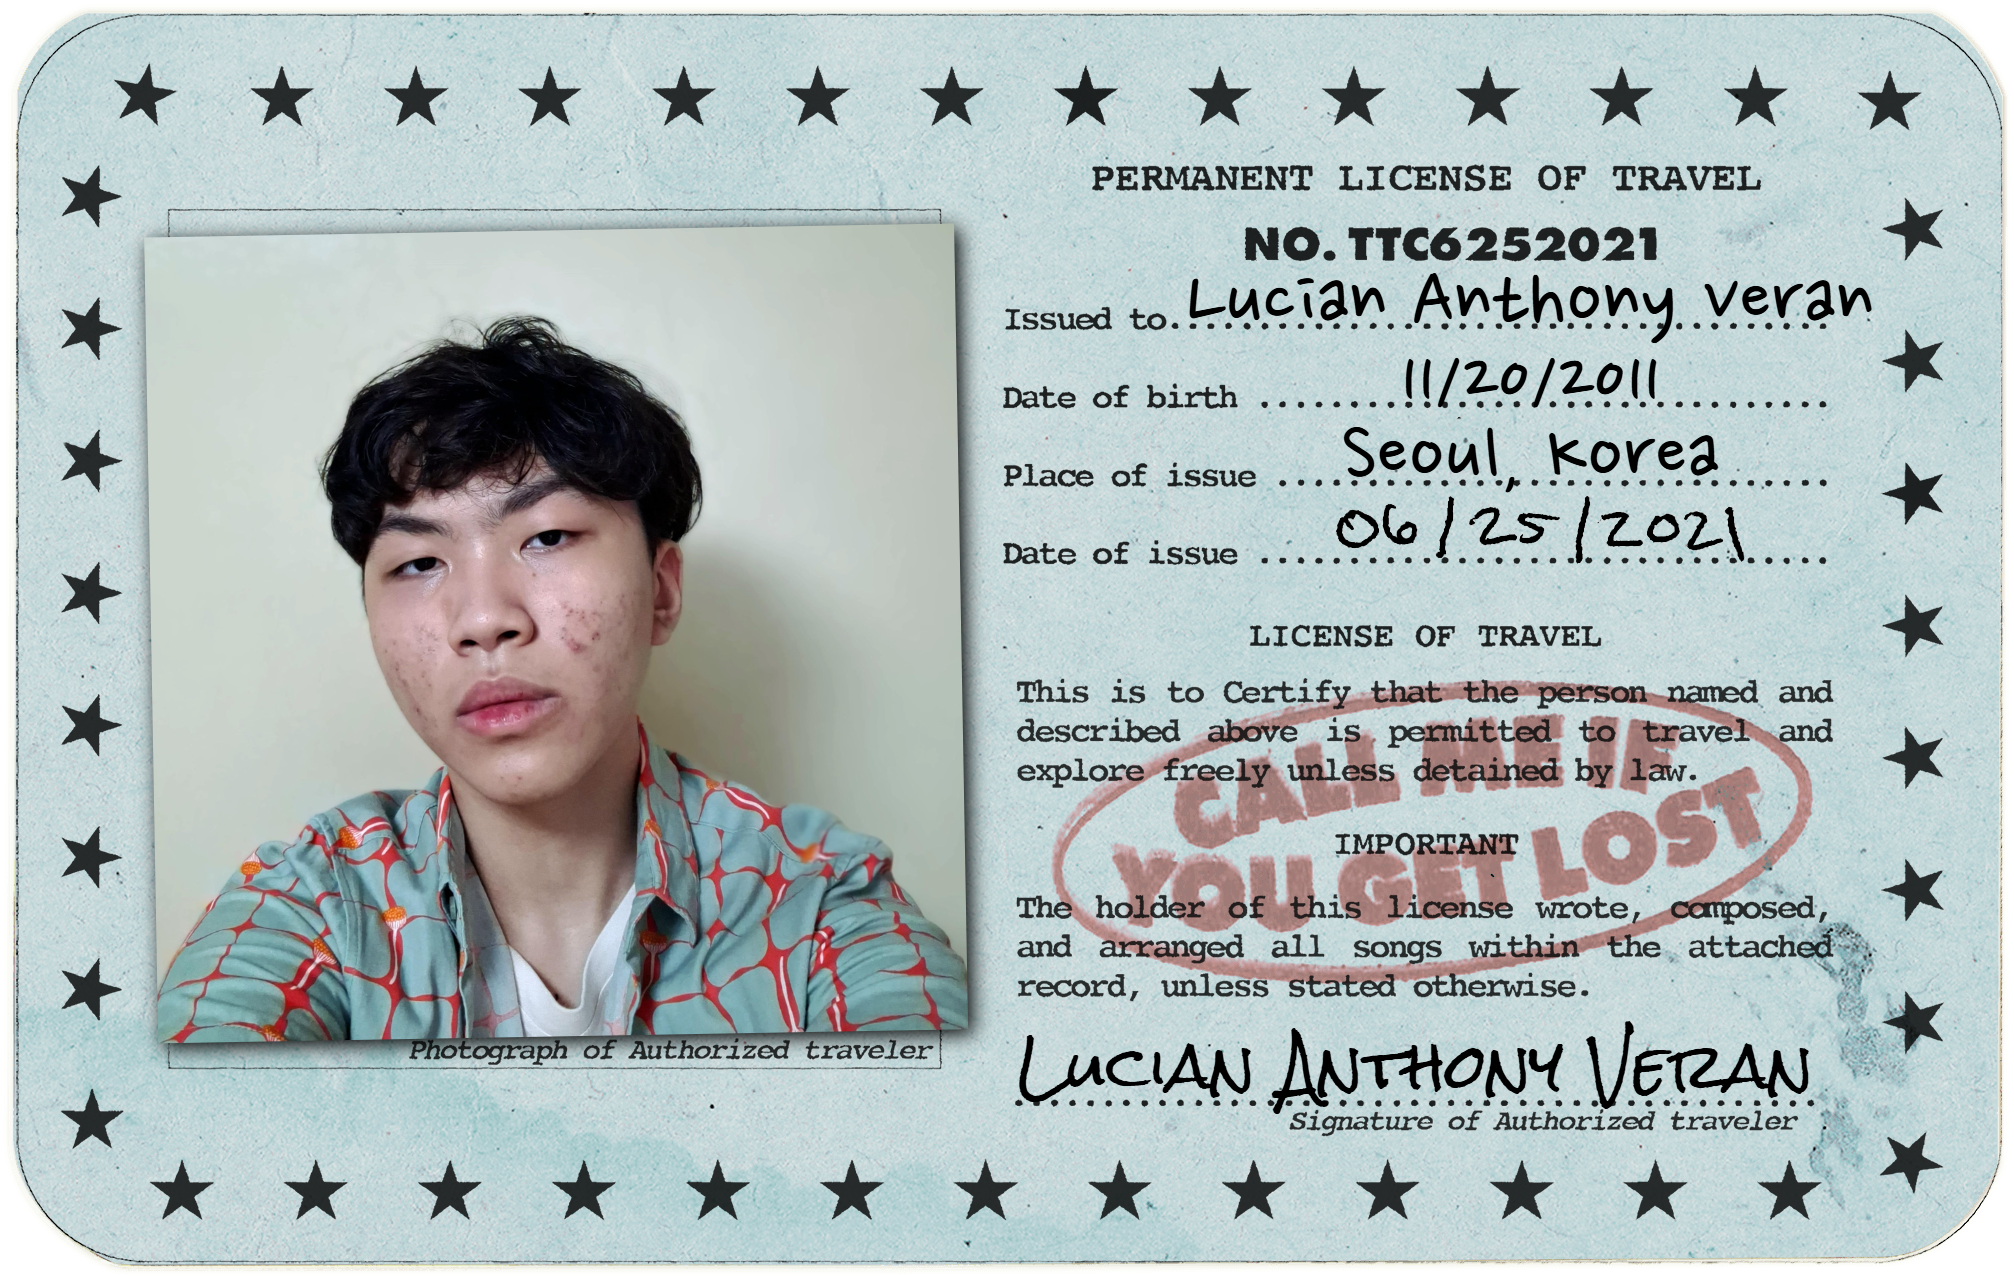 PERMANENT LICENSE OF TRAVEL
NO. TTC6252021
Issued to Lucian Anthony Veran
Date of birth 11/20/2011
Place of issue Seoul, Korea
Date of issue 06/25/2021
LICENSE OF TRAVEL
This is to Certify that the person named and
described above is permitted to travel and
explore freely unless detained by law.
CALL ME IF
YOU GET LOST
IMPORTANT
The holder of this license wrote, composed,
and arranged all songs within the attached
record, unless stated otherwise.
LUCIAN ANTHONY VERAN
Signature of Authorized traveler
Photograph of Authorized traveler